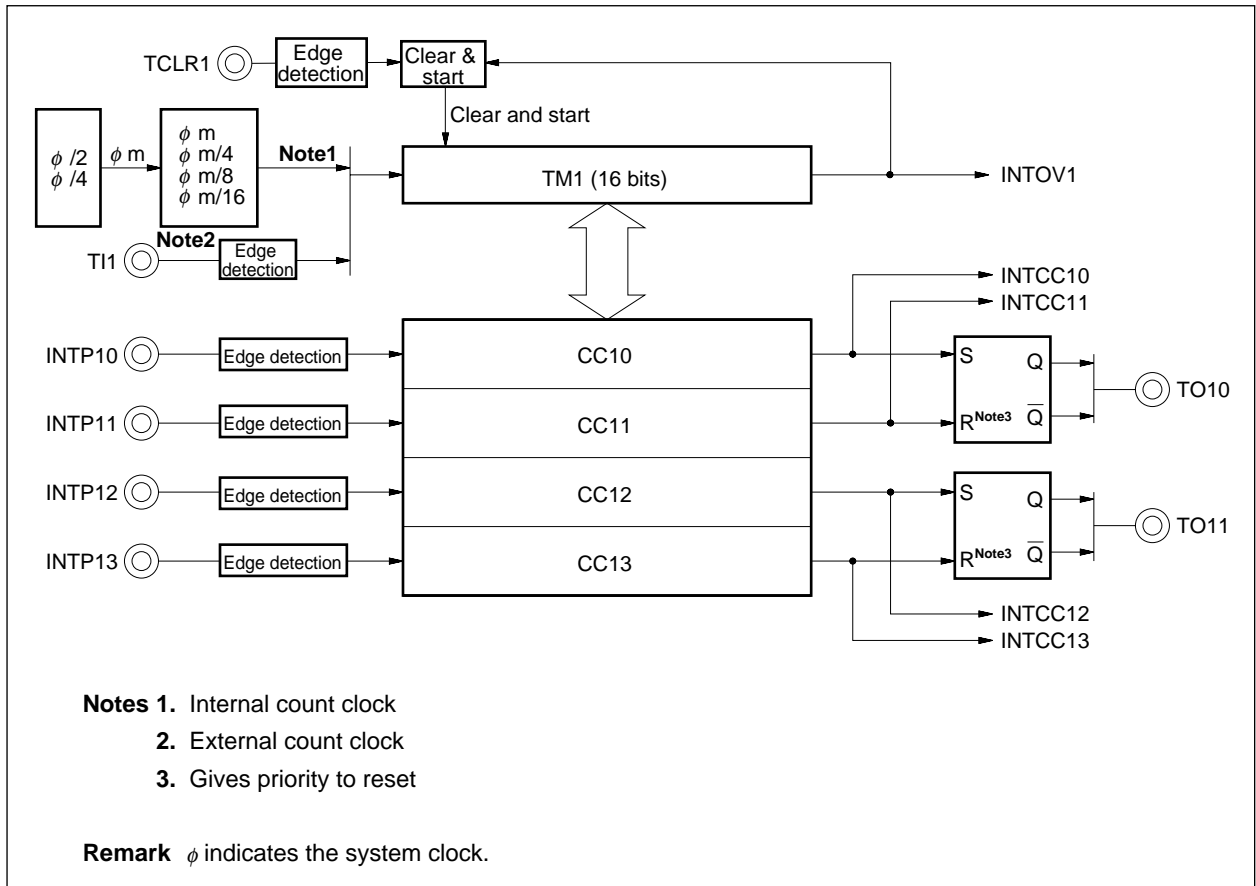 TCLR1
Edge
detection
Clear &
start
Clear and start
φ /2
φ /4
φ m
φ m
φ m/4
φ m/8
φ m/16
Note1
TM1 (16 bits)
INTOV1
Note2
TI1
Edge
detection
INTCC10
INTCC11
INTP10
Edge detection
CC10
S
Q
TO10
INTP11
Edge detection
CC11
R Note3
Q̅
INTP12
Edge detection
CC12
S
Q
TO11
INTP13
Edge detection
CC13
R Note3
Q̅
INTCC12
INTCC13
Notes 1. Internal count clock
2. External count clock
3. Gives priority to reset
Remark φ indicates the system clock.